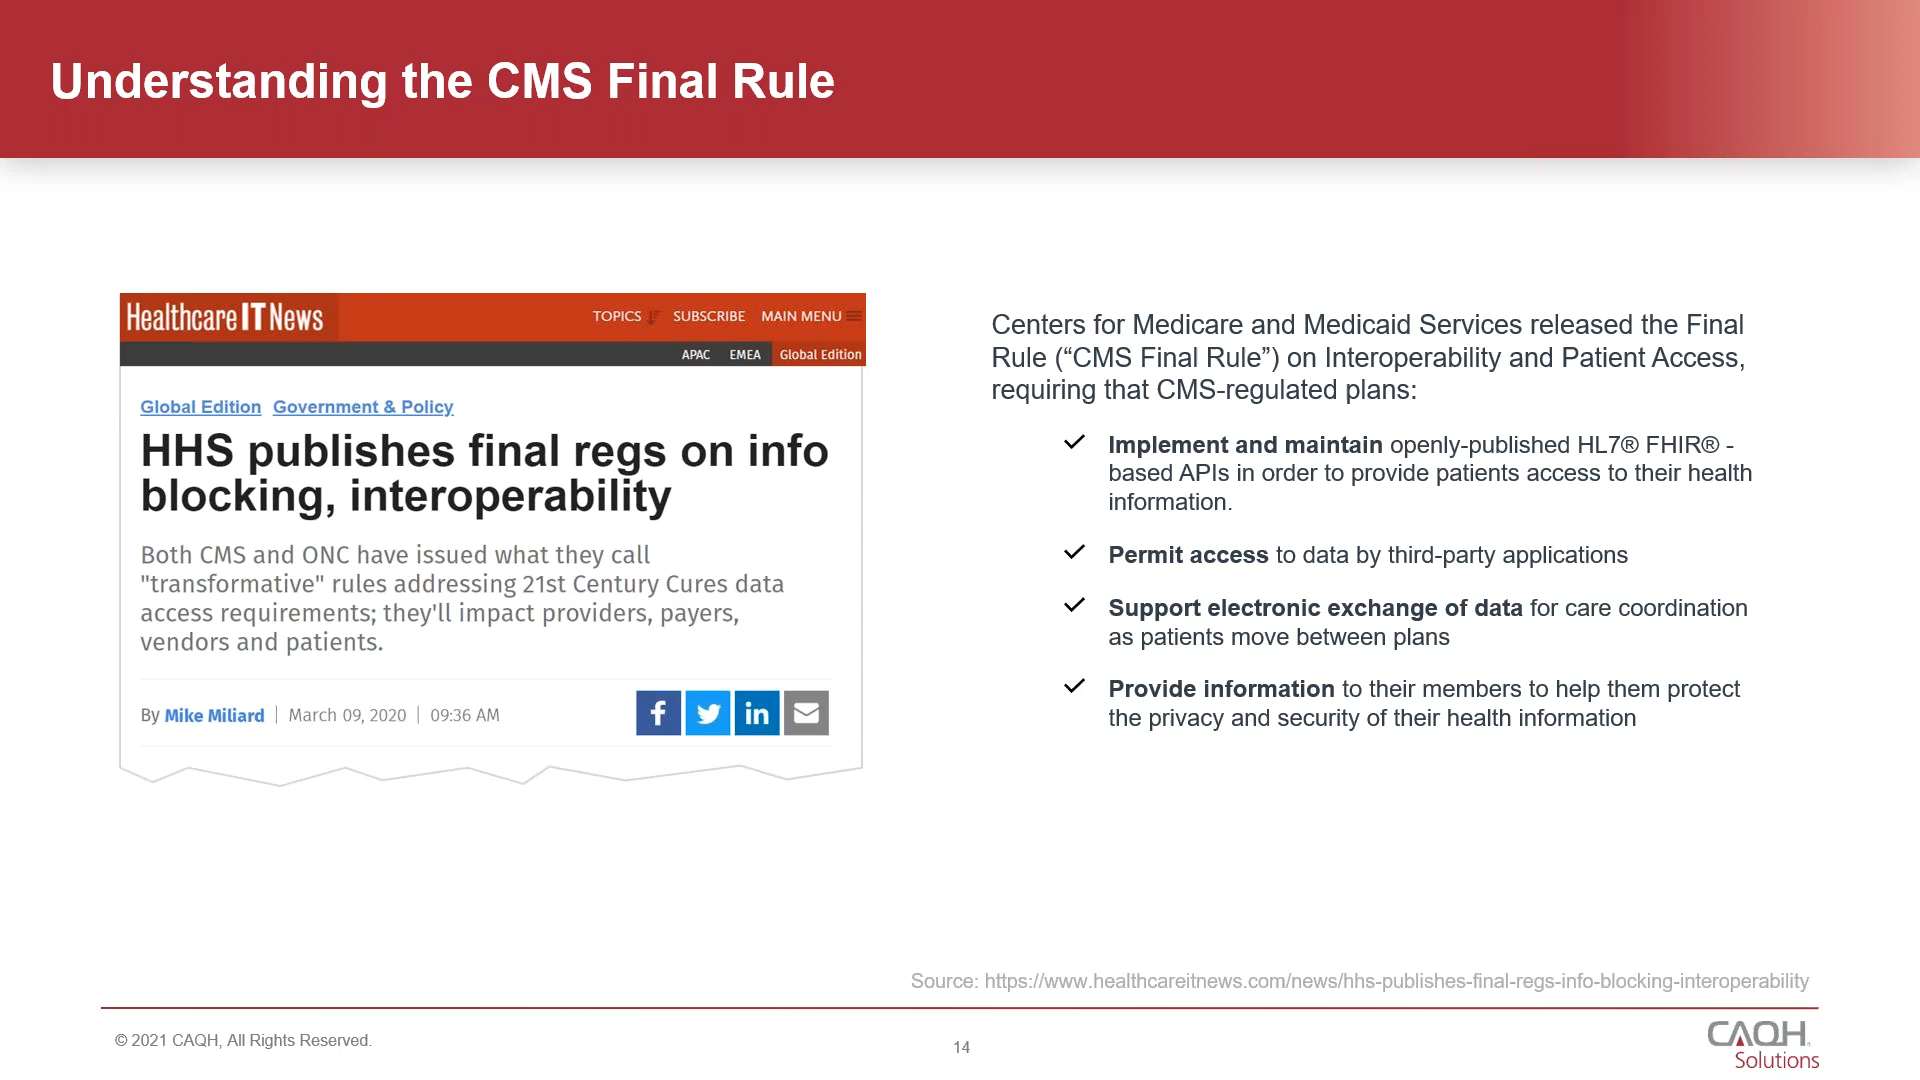 Understanding the CMS Final Rule
Healthcare IT News
TOPICS SUBSCRIBE MAIN MENU
APAC EMEA Global Edition
Global Edition Government & Policy
HHS publishes final regs on info
blocking, interoperability
Both CMS and ONC have issued what they call
"transformative" rules addressing 21st Century Cures data
access requirements; they'll impact providers, payers,
vendors and patients.
By Mike Miliard | March 09, 2020 | 09:36 AM
Centers for Medicare and Medicaid Services released the Final
Rule (“CMS Final Rule”) on Interoperability and Patient Access,
requiring that CMS-regulated plans:
✓ Implement and maintain openly-published HL7® FHIR® -
based APIs in order to provide patients access to their health
information.
✓ Permit access to data by third-party applications
✓ Support electronic exchange of data for care coordination
as patients move between plans
✓ Provide information to their members to help them protect
the privacy and security of their health information
Source: https://www.healthcareitnews.com/news/hhs-publishes-final-regs-info-blocking-interoperability
© 2021 CAQH, All Rights Reserved.
14
CAQH®
Solutions